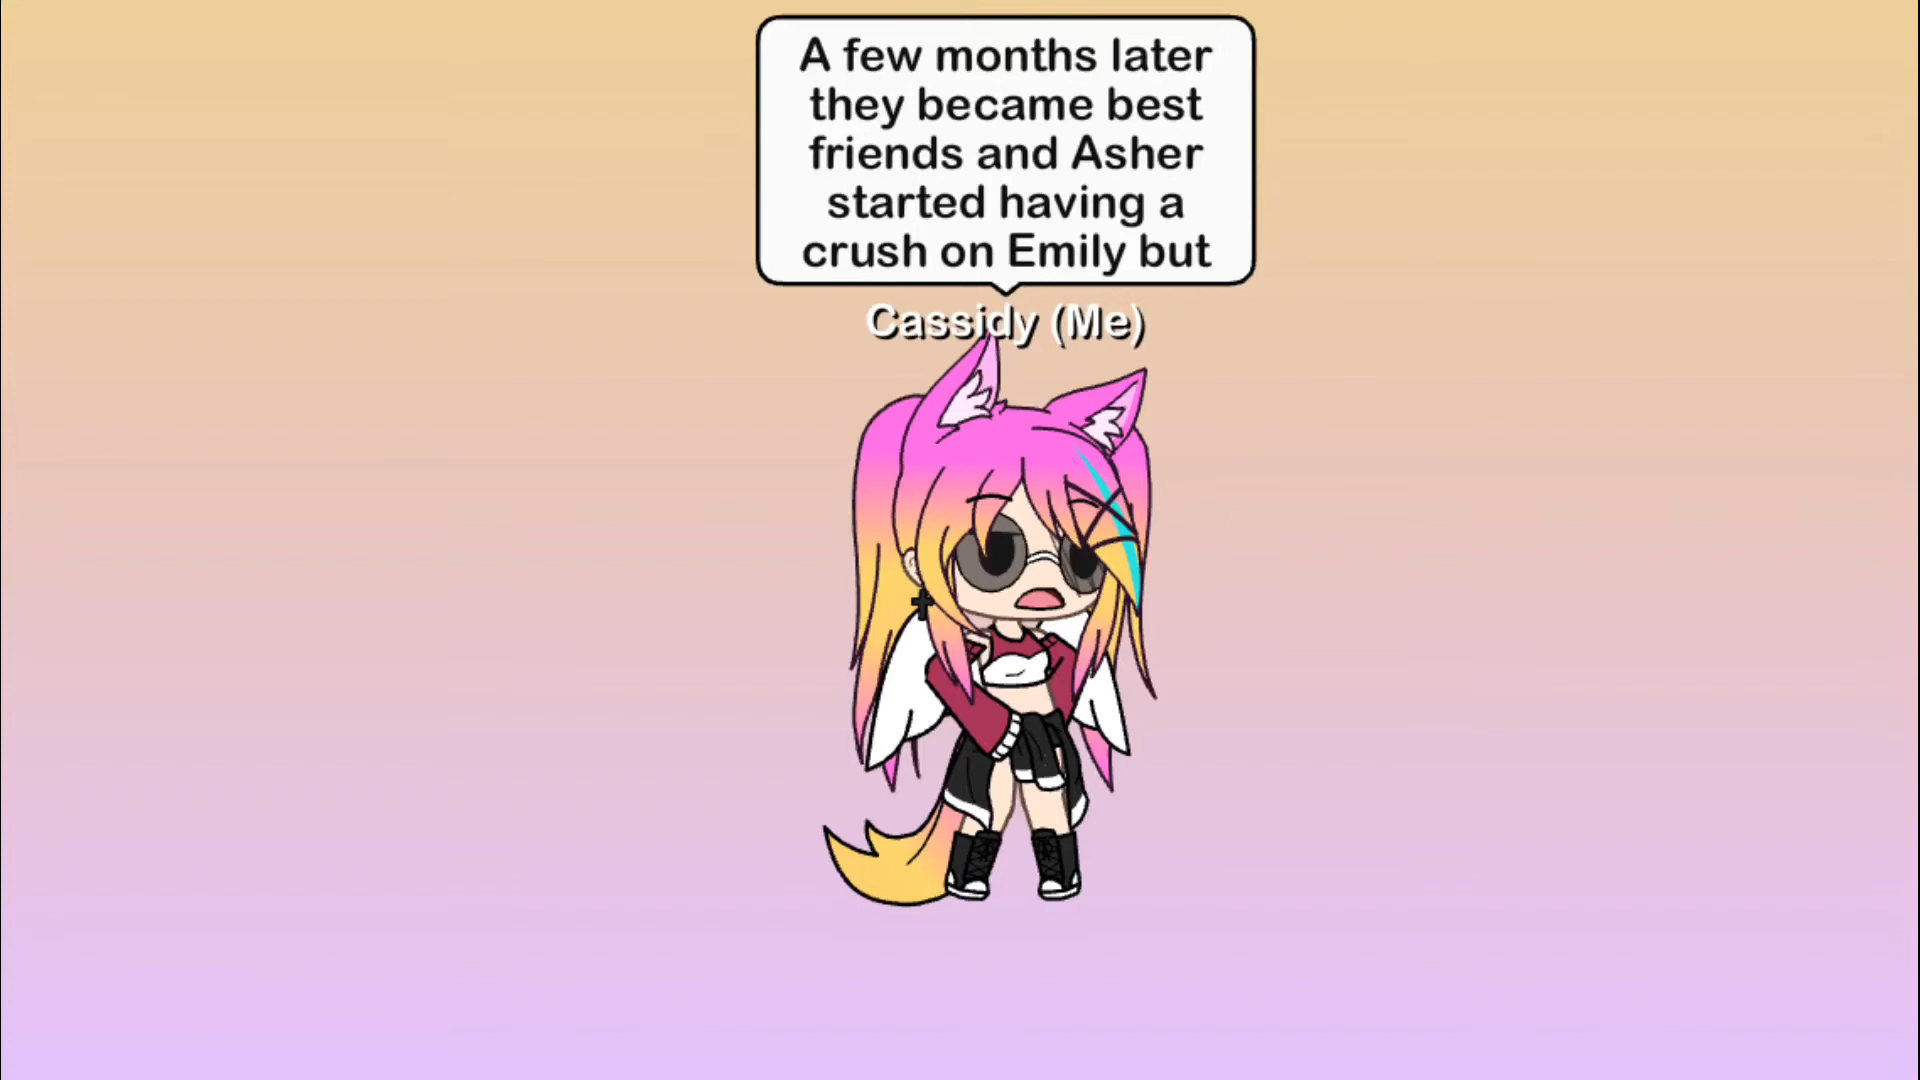 A few months later
they became best
friends and Asher
started having a
crush on Emily but
Cassidy (Me)